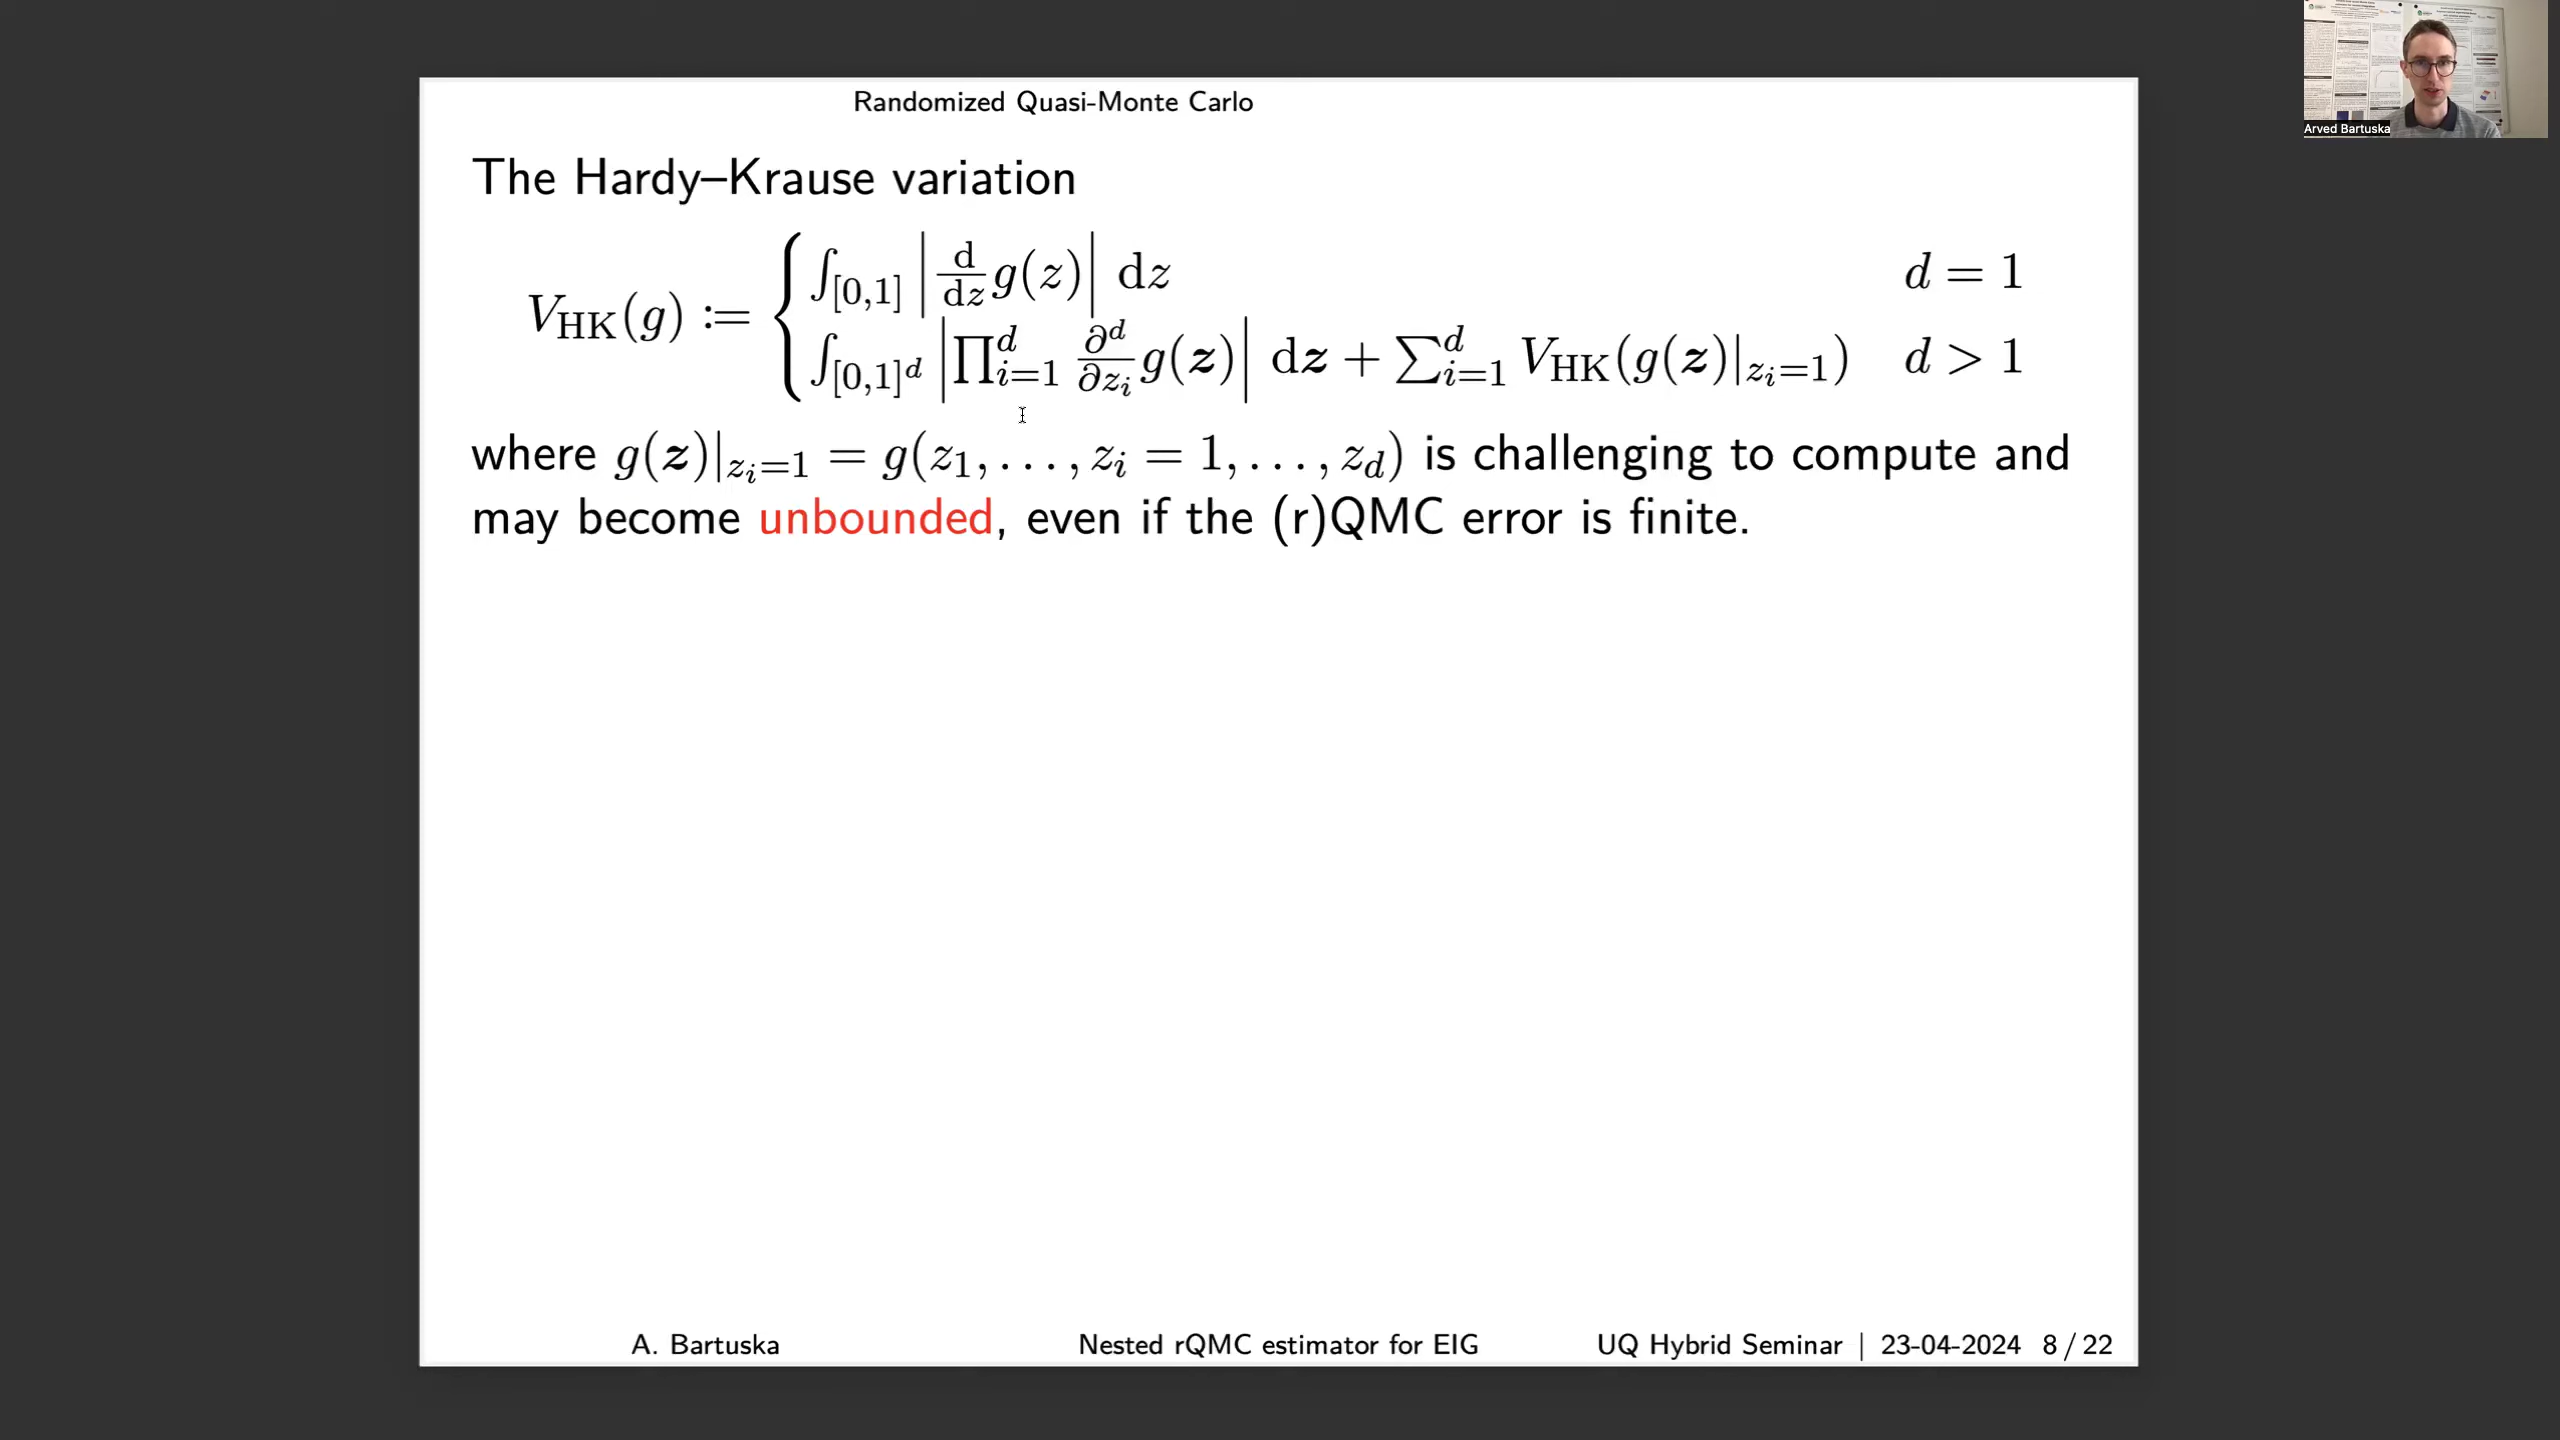 Randomized Quasi-Monte Carlo
Arved Bartuska
The Hardy–Krause variation
V_HK(g) := { ∫_[0,1] | d/dz g(z) | dz    d = 1
∫_[0,1]^d | ∏_{i=1}^d ∂^d/∂z_i g(𝒛) | d𝒛 + ∑_{i=1}^d V_HK(g(𝒛)|_{z_i=1})    d > 1
where g(𝒛)|_{z_i=1} = g(z_1, . . . , z_i = 1, . . . , z_d) is challenging to compute and
may become unbounded, even if the (r)QMC error is finite.
A. Bartuska    Nested rQMC estimator for EIG    UQ Hybrid Seminar | 23-04-2024 8 / 22